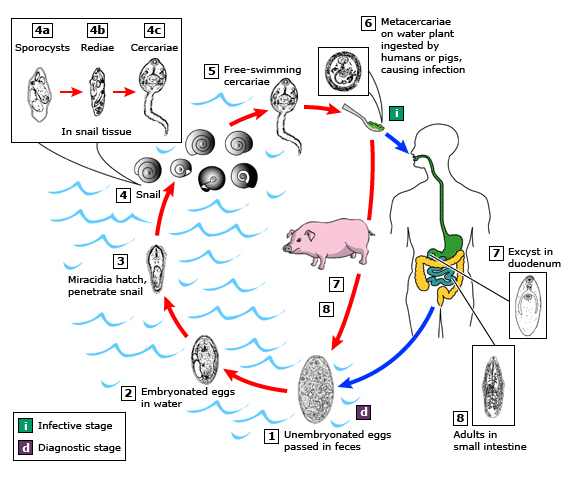 4a
4b
4c
Sporocysts
Rediae
Cercariae
In snail tissue
6
Metacercariae
on water plant
ingested by
humans or pigs,
causing infection
5
Free-swimming
cercariae
i
4
Snail
3
Miracidia hatch,
penetrate snail
7
8
7
Excyst in
duodenum
2
Embryonated eggs
in water
d
1
Unembryonated eggs
passed in feces
8
Adults in
small intestine
i
Infective stage
d
Diagnostic stage